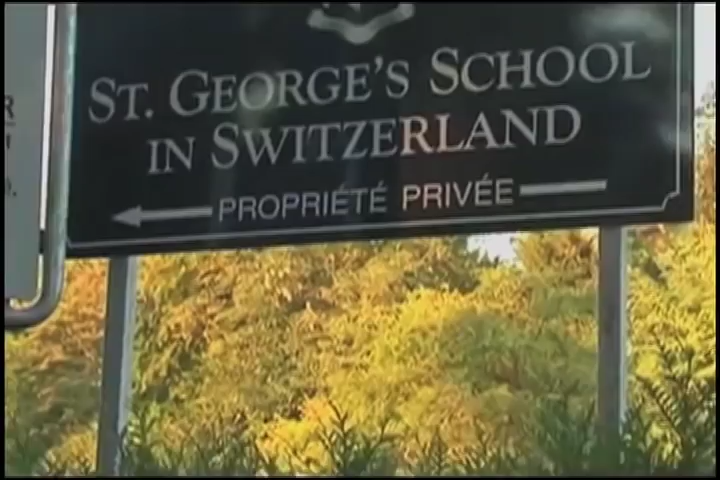 ST. GEORGE'S SCHOOL
IN SWITZERLAND
PROPRIÉTÉ PRIVÉE